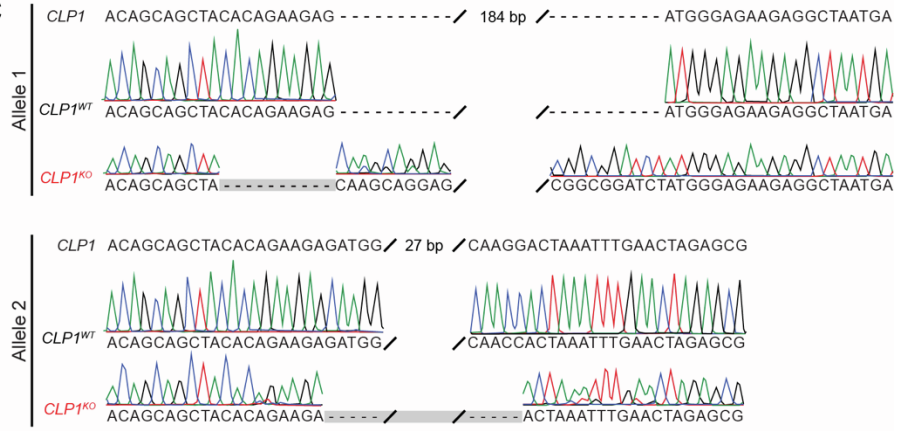 Allele 1
CLP1 ACAGCAGCTACACAGAAGAG-----------⁄ 184 bp ⁄-----------ATGGGAGAAGAGGCTAATGA
CLP1WT ACAGCAGCTACACAGAAGAG-----------⁄ ⁄-----------ATGGGAGAAGAGGCTAATGA
CLP1KO ACAGCAGCTA----------CAAGCAGGAG⁄ ⁄CGGCGGATCTATGGGAGAAGAGGCTAATGA
Allele 2
CLP1 ACAGCAGCTACACAGAAGAGATGG⁄ 27 bp ⁄CAAGGACTAAATTTGAACTAGAGCG
CLP1WT ACAGCAGCTACACAGAAGAGATGG⁄ ⁄CAACCACTAAATTTGAACTAGAGCG
CLP1KO ACAGCAGCTACACAGAAGA-----⁄ ⁄-----ACTAAATTTGAACTAGAGCG